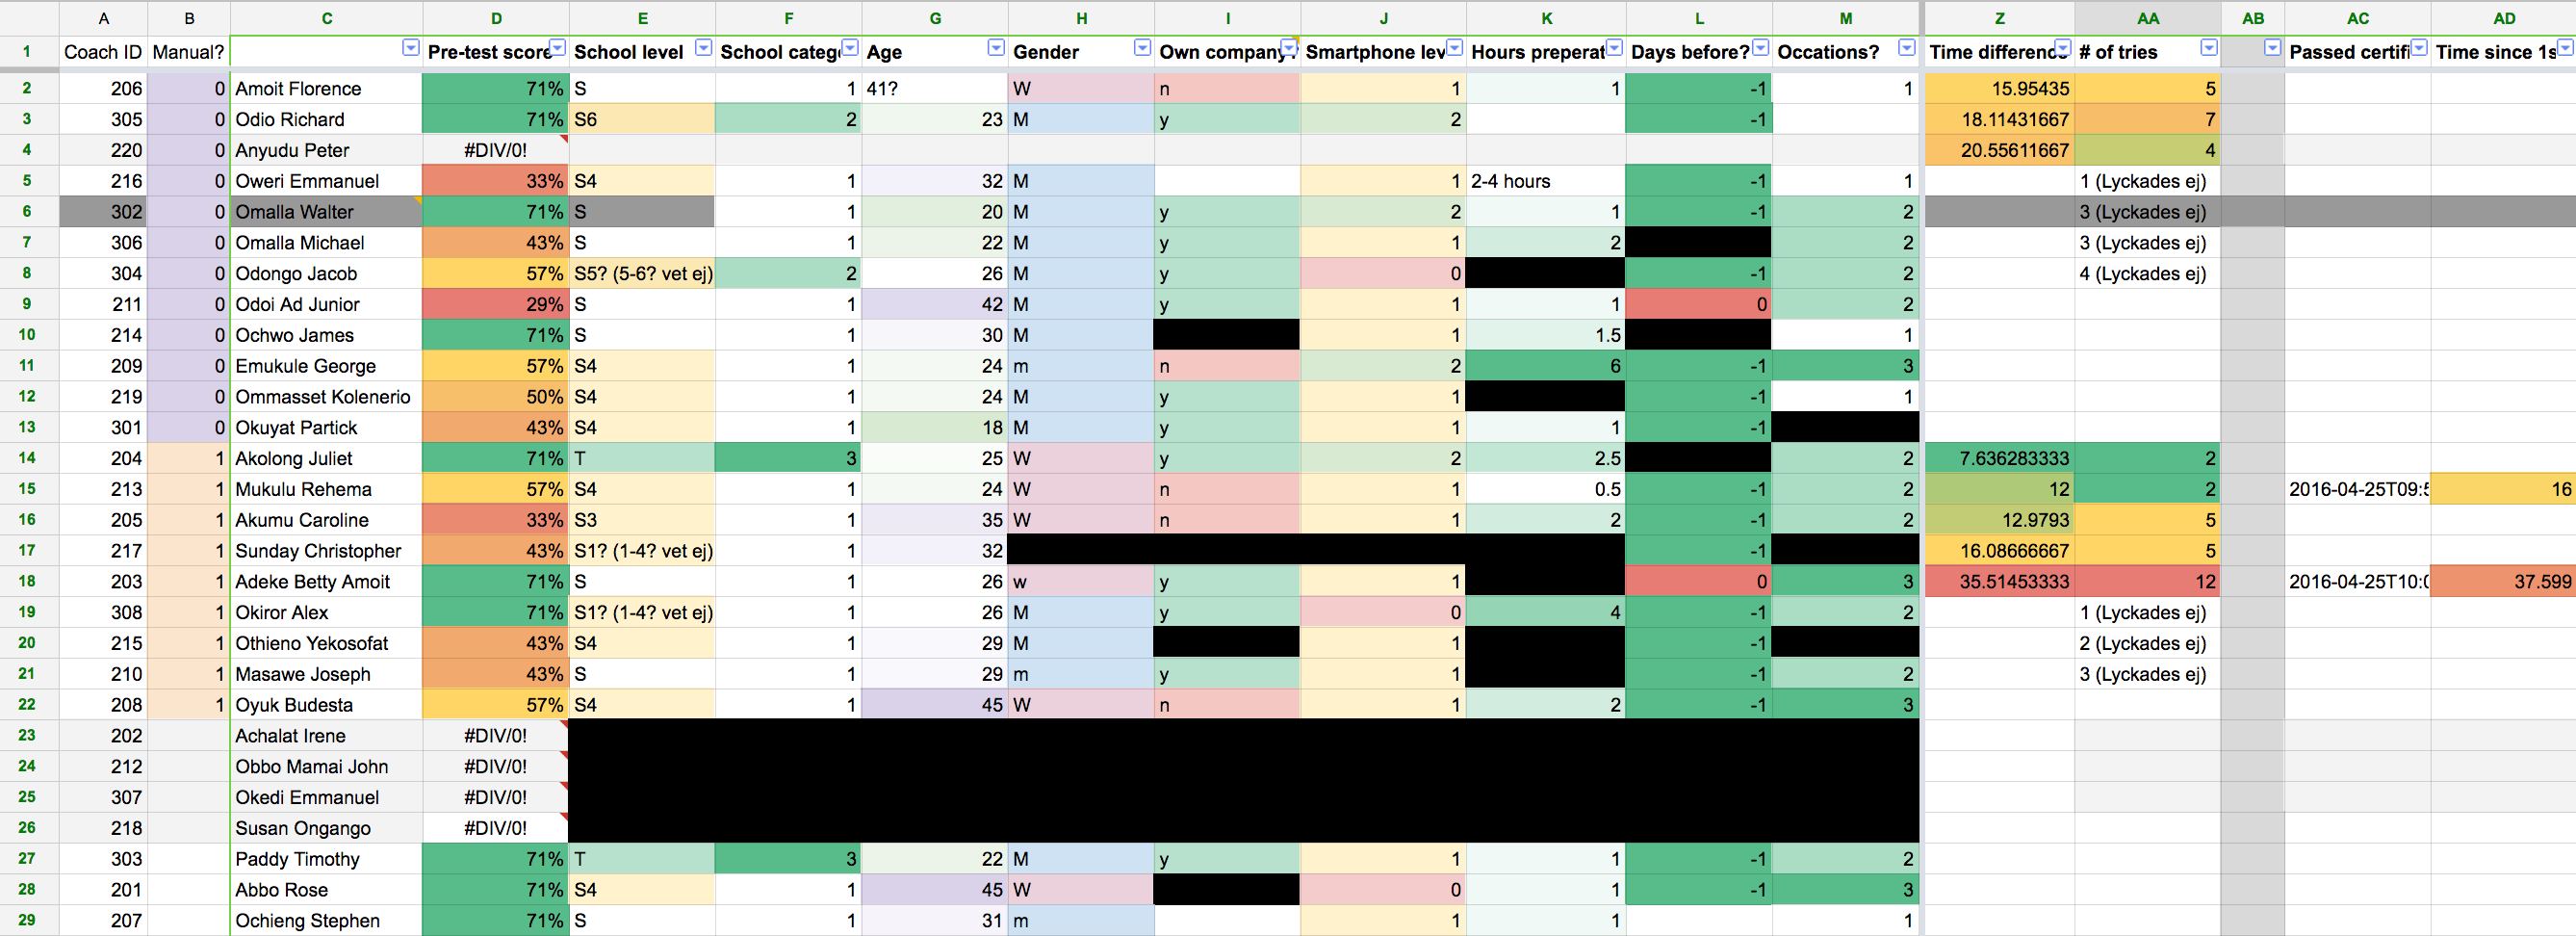 A B C D E F G H I J K L M Z AA AB AC AD
1 Coach ID Manual? Pre-test score School level School categ Age Gender Own company? Smartphone lev Hours preperat Days before? Occations? Time differenc # of tries Passed certifi Time since 1s
2 206 0 Amoit Florence 71% S 1 41? W n 1 1 -1 1 15.95435 5
3 305 0 Odio Richard 71% S6 2 23 M y 2 -1 18.11431667 7
4 220 0 Anyudu Peter #DIV/0! 20.55611667 4
5 216 0 Oweri Emmanuel 33% S4 1 32 M 1 2-4 hours -1 1 1 (Lyckades ej)
6 302 0 Omalla Walter 71% S 1 20 M y 2 1 -1 2 3 (Lyckades ej)
7 306 0 Omalla Michael 43% S 1 22 M y 1 2 2 3 (Lyckades ej)
8 304 0 Odongo Jacob 57% S5? (5-6? vet ej) 2 26 M y 0 -1 2 4 (Lyckades ej)
9 211 0 Odoi Ad Junior 29% S 1 42 M y 1 1 0 2
10 214 0 Ochwo James 71% S 1 30 M 1 1.5 1
11 209 0 Emukule George 57% S4 1 24 m n 2 6 -1 3
12 219 0 Ommasset Kolenerio 50% S4 1 24 M y 1 -1 1
13 301 0 Okuyat Partick 43% S4 1 18 M y 1 1 -1
14 204 1 Akolong Juliet 71% T 3 25 W y 2 2.5 2 7.636283333 2
15 213 1 Mukulu Rehema 57% S4 1 24 W n 1 0.5 -1 2 12 2 2016-04-25T09:5 16
16 205 1 Akumu Caroline 33% S3 1 35 W n 1 2 -1 2 12.9793 5
17 217 1 Sunday Christopher 43% S1? (1-4? vet ej) 1 32 -1 16.08666667 5
18 203 1 Adeke Betty Amoit 71% S 1 26 w y 1 0 3 35.51453333 12 2016-04-25T10:0 37.599
19 308 1 Okiror Alex 71% S1? (1-4? vet ej) 1 26 M y 0 4 -1 2 1 (Lyckades ej)
20 215 1 Othieno Yekosofat 43% S4 1 29 M 1 -1 2 (Lyckades ej)
21 210 1 Masawe Joseph 43% S 1 29 m y 1 -1 2 3 (Lyckades ej)
22 208 1 Oyuk Budesta 57% S4 1 45 W n 1 2 -1 3
23 202 Achalat Irene #DIV/0!
24 212 Obbo Mamai John #DIV/0!
25 307 Okedi Emmanuel #DIV/0!
26 218 Susan Ongango #DIV/0!
27 303 Paddy Timothy 71% T 3 22 M y 1 1 -1 2
28 201 Abbo Rose 71% S4 1 45 W 0 1 -1 3
29 207 Ochieng Stephen 71% S 1 31 m 1 1 1